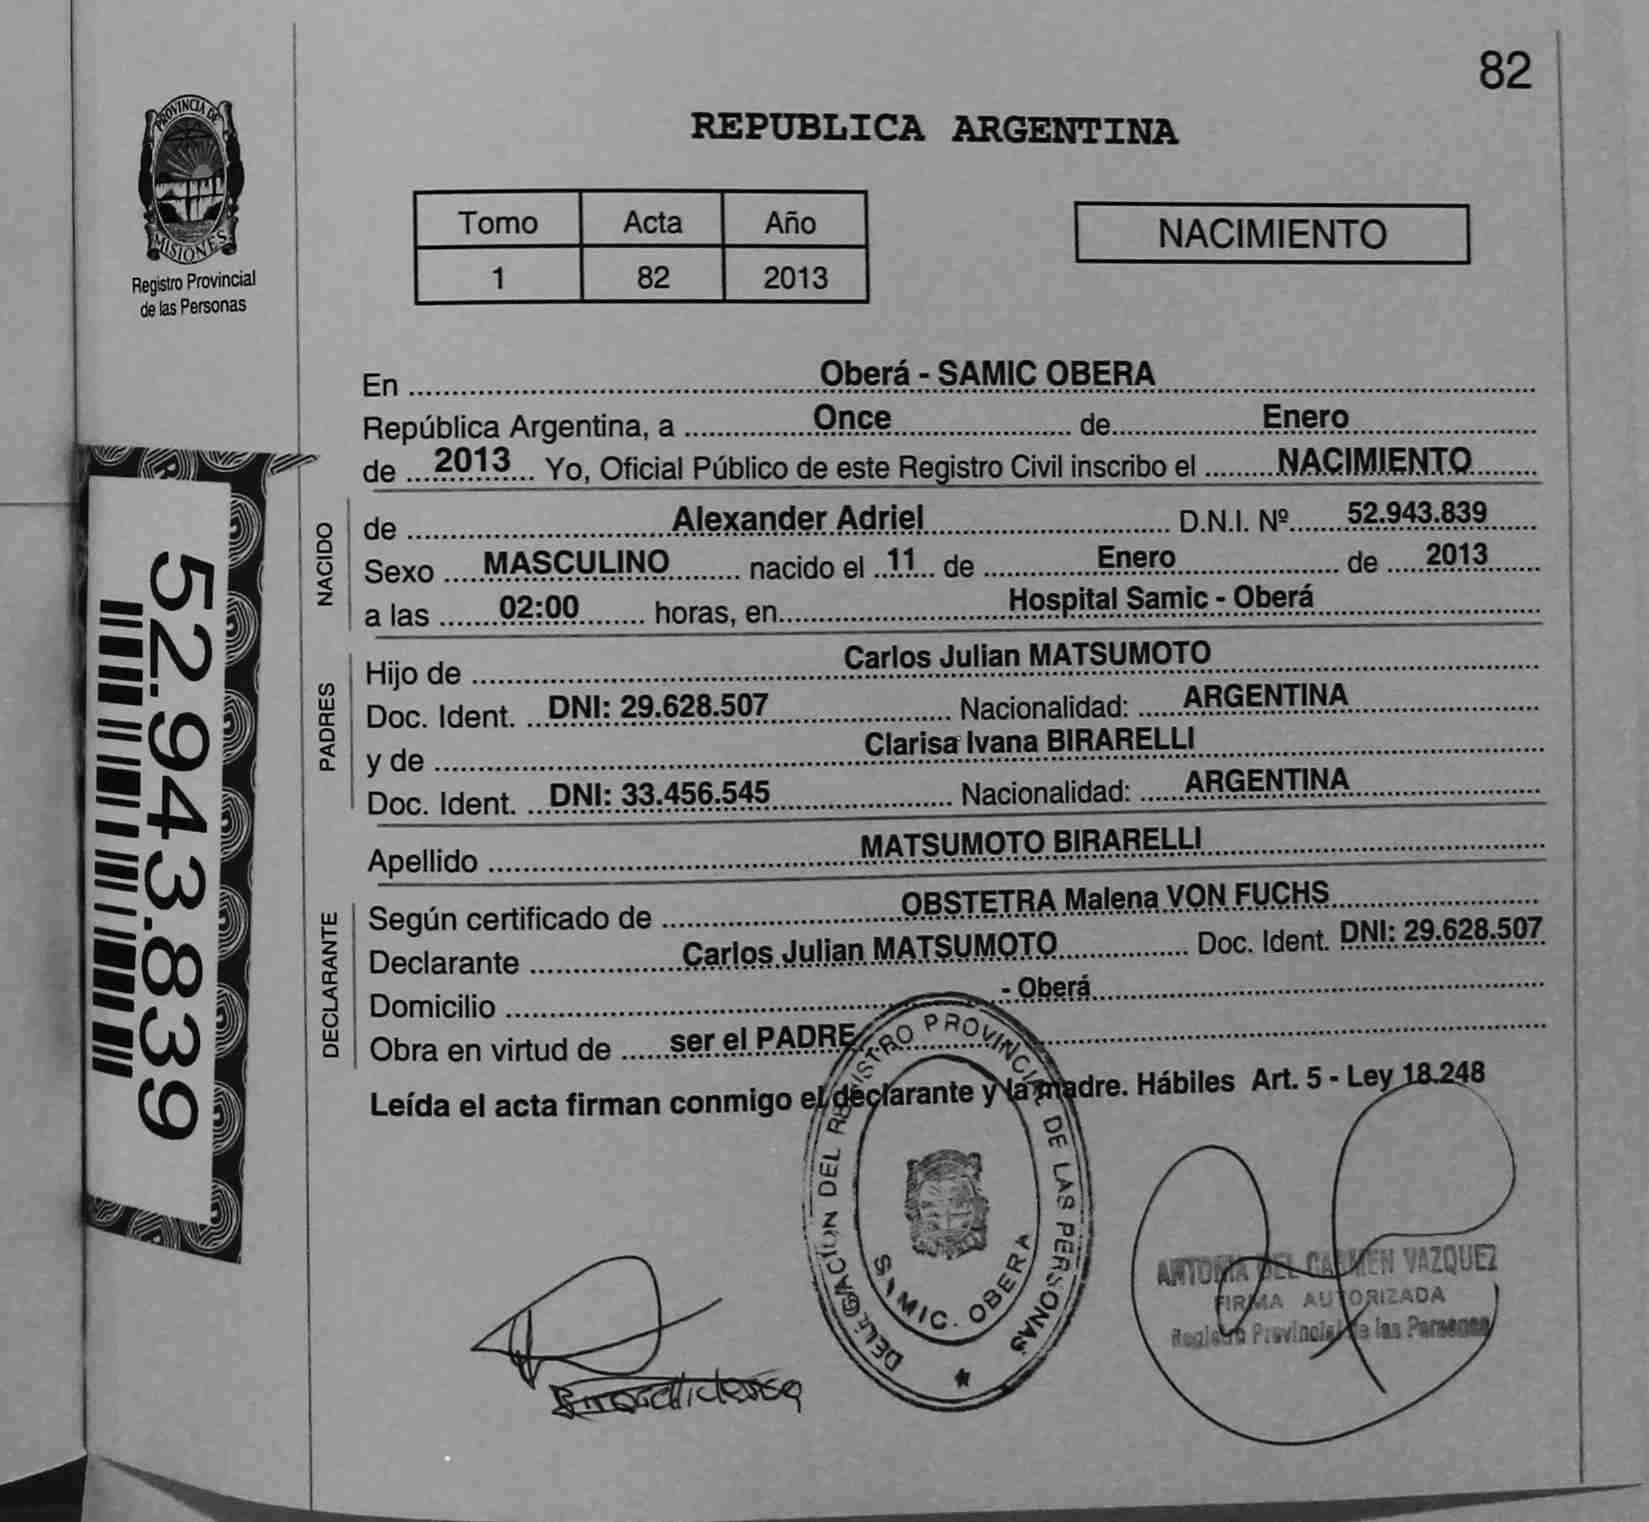 82
PROVINCIA DE
MISIONES
Registro Provincial
de las Personas
REPUBLICA ARGENTINA
Tomo Acta Año
1 82 2013
NACIMIENTO
En Oberá - SAMIC OBERA
República Argentina, a Once de Enero
de 2013 Yo, Oficial Público de este Registro Civil inscribo el NACIMIENTO
NACIDO
de Alexander Adriel D.N.I. Nº 52.943.839
Sexo MASCULINO nacido el 11 de Enero de 2013
a las 02:00 horas, en Hospital Samic - Oberá
PADRES
Hijo de Carlos Julian MATSUMOTO
Doc. Ident. DNI: 29.628.507 Nacionalidad: ARGENTINA
y de Clarisa Ivana BIRARELLI
Doc. Ident. DNI: 33.456.545 Nacionalidad: ARGENTINA
Apellido MATSUMOTO BIRARELLI
DECLARANTE
Según certificado de OBSTETRA Malena VON FUCHS
Declarante Carlos Julian MATSUMOTO Doc. Ident. DNI: 29.628.507
Domicilio - Oberá
Obra en virtud de ser el PADRE
Leída el acta firman conmigo el declarante y la madre. Hábiles Art. 5 - Ley 18.248
52.943.839
DELEGACION DEL REGISTRO PROVINCIAL DE LAS PERSONAS
SAMIC. OBERA
ANTONIA DEL CARMEN VAZQUEZ
FIRMA AUTORIZADA
Registro Provincial de las Personas